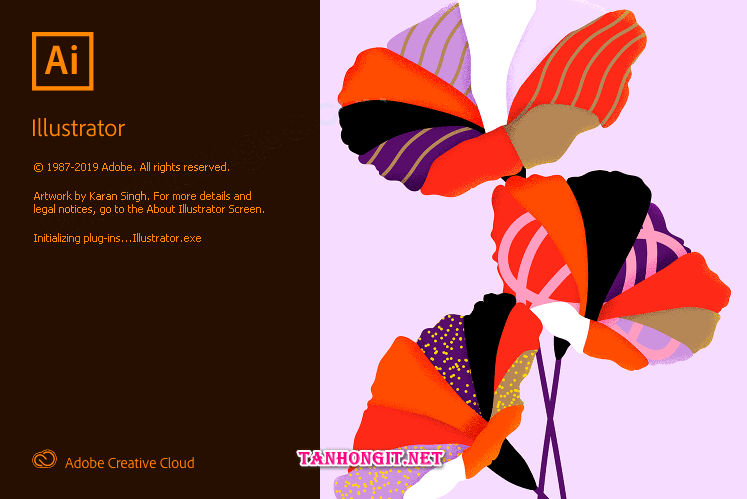 Ai
Illustrator
© 1987-2019 Adobe. All rights reserved.
Artwork by Karan Singh. For more details and
legal notices, go to the About Illustrator Screen.
Initializing plug-ins...Illustrator.exe
Adobe Creative Cloud
TANHONGIT.NET